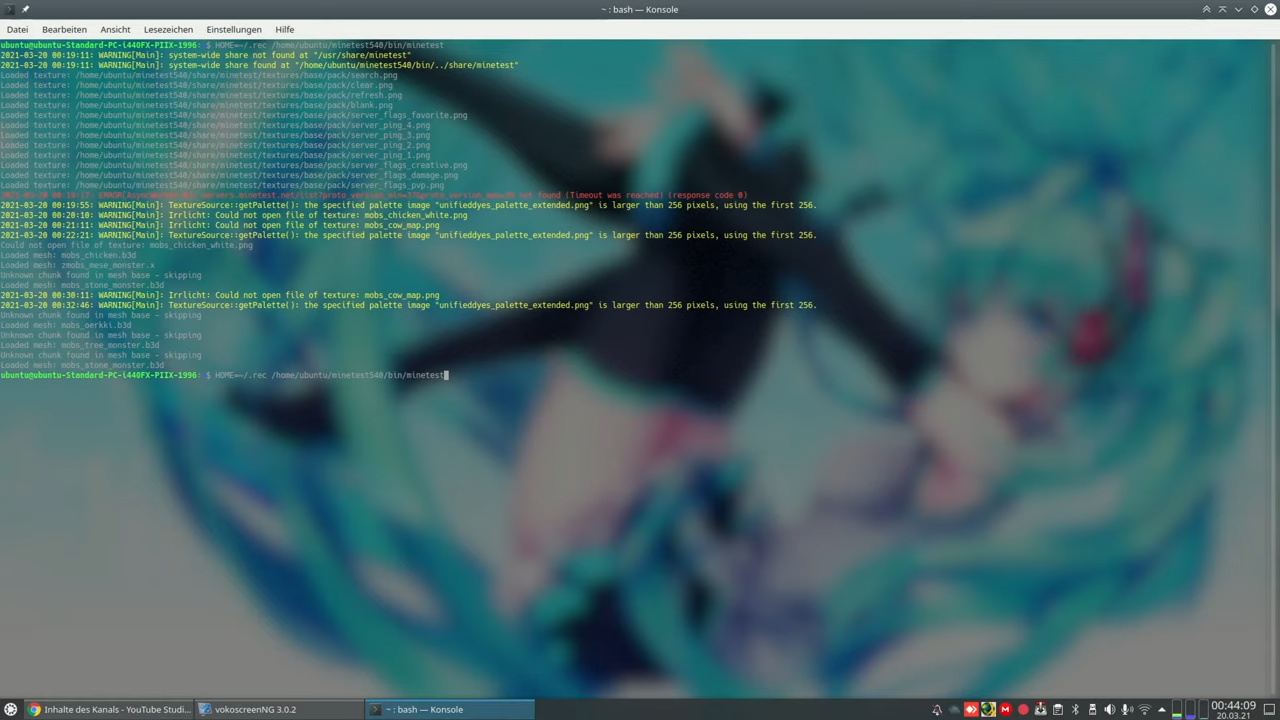 ~ : bash — Konsole
Datei Bearbeiten Ansicht Lesezeichen Einstellungen Hilfe
ubuntu@ubuntu-Standard-PC-i440FX-PIIX-1996: $ HOME=~/.rec /home/ubuntu/minetest540/bin/minetest
2021-03-20 00:19:11: WARNING[Main]: system-wide share not found at "/usr/share/minetest"
2021-03-20 00:19:11: WARNING[Main]: system-wide share found at "/home/ubuntu/minetest540/bin/../share/minetest"
Loaded texture: /home/ubuntu/minetest540/share/minetest/textures/base/pack/search.png
Loaded texture: /home/ubuntu/minetest540/share/minetest/textures/base/pack/clear.png
Loaded texture: /home/ubuntu/minetest540/share/minetest/textures/base/pack/refresh.png
Loaded texture: /home/ubuntu/minetest540/share/minetest/textures/base/pack/blank.png
Loaded texture: /home/ubuntu/minetest540/share/minetest/textures/base/pack/server_flags_favorite.png
Loaded texture: /home/ubuntu/minetest540/share/minetest/textures/base/pack/server_ping_4.png
Loaded texture: /home/ubuntu/minetest540/share/minetest/textures/base/pack/server_ping_3.png
Loaded texture: /home/ubuntu/minetest540/share/minetest/textures/base/pack/server_ping_2.png
Loaded texture: /home/ubuntu/minetest540/share/minetest/textures/base/pack/server_ping_1.png
Loaded texture: /home/ubuntu/minetest540/share/minetest/textures/base/pack/server_flags_creative.png
Loaded texture: /home/ubuntu/minetest540/share/minetest/textures/base/pack/server_flags_damage.png
Loaded texture: /home/ubuntu/minetest540/share/minetest/textures/base/pack/server_flags_pvp.png
not found (Timeout was reached) (response code 0)
2021-03-20 00:19:55: WARNING[Main]: TextureSource::getPalette(): the specified palette image "unifieddyes_palette_extended.png" is larger than 256 pixels, using the first 256.
2021-03-20 00:20:10: WARNING[Main]: Irrlicht: Could not open file of texture: mobs_chicken_white.png
2021-03-20 00:21:11: WARNING[Main]: Irrlicht: Could not open file of texture: mobs_cow_map.png
2021-03-20 00:22:21: WARNING[Main]: TextureSource::getPalette(): the specified palette image "unifieddyes_palette_extended.png" is larger than 256 pixels, using the first 256.
Could not open file of texture: mobs_chicken_white.png
Loaded mesh: mobs_chicken.b3d
Loaded mesh: zmobs_mese_monster.x
Unknown chunk found in mesh base - skipping
Loaded mesh: mobs_stone_monster.b3d
2021-03-20 00:30:11: WARNING[Main]: Irrlicht: Could not open file of texture: mobs_cow_map.png
2021-03-20 00:32:46: WARNING[Main]: TextureSource::getPalette(): the specified palette image "unifieddyes_palette_extended.png" is larger than 256 pixels, using the first 256.
Unknown chunk found in mesh base - skipping
Loaded mesh: mobs_oerkki.b3d
Unknown chunk found in mesh base - skipping
Loaded mesh: mobs_tree_monster.b3d
Unknown chunk found in mesh base - skipping
Loaded mesh: mobs_stone_monster.b3d
ubuntu@ubuntu-Standard-PC-i440FX-PIIX-1996: $ HOME=~/.rec /home/ubuntu/minetest540/bin/minetest
Inhalte des Kanals - YouTube Studi... vokoscreenNG 3.0.2 ~ : bash — Konsole 00:44:09
20.03.21